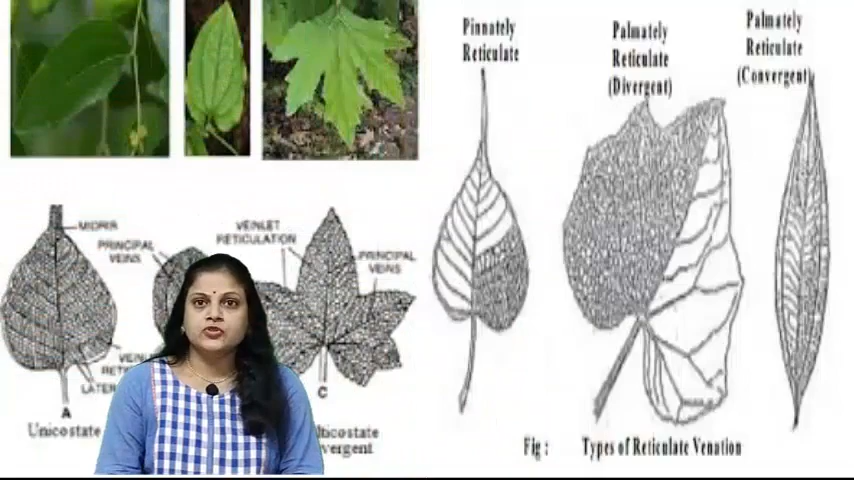 Pinnately
Reticulate
Palmately
Reticulate
(Divergent)
Palmately
Reticulate
(Convergent)
MIDRIB
PRINCIPAL
VEINS
VEINLET
RETICULATION
PRINCIPAL
VEINS
A
Unicostate
C
vergent
Fig :
Types of Reticulate Venation